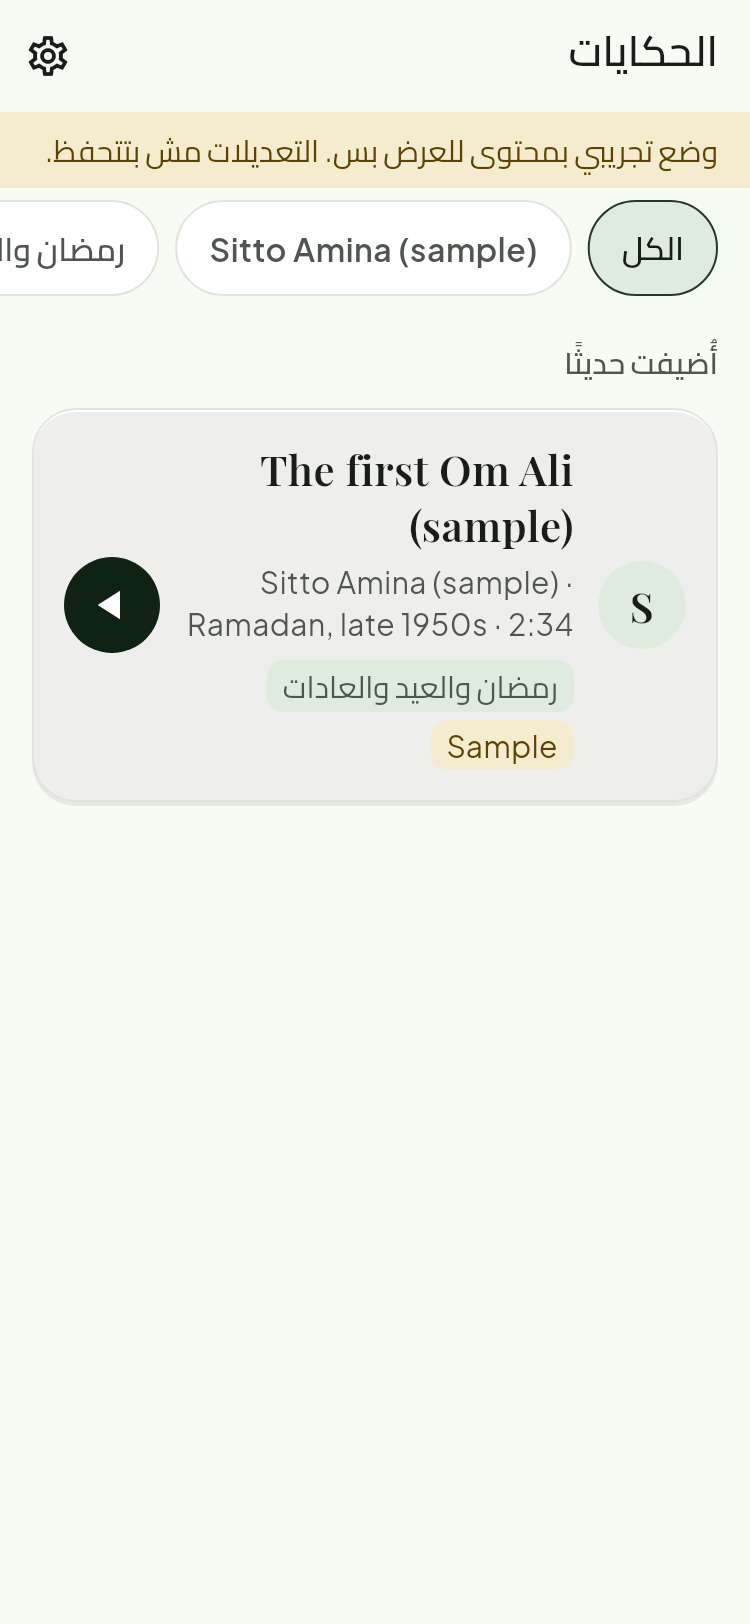 الحكايات
وضع تجريبي بمحتوى للعرض بس. التعديلات مش بتتحفظ.
الكل
Sitto Amina (sample)
رمضان وال
أُضيفت حديثًا
The first Om Ali
(sample)
Sitto Amina (sample) ·
Ramadan, late 1950s · 2:34
S
رمضان والعيد والعادات
Sample